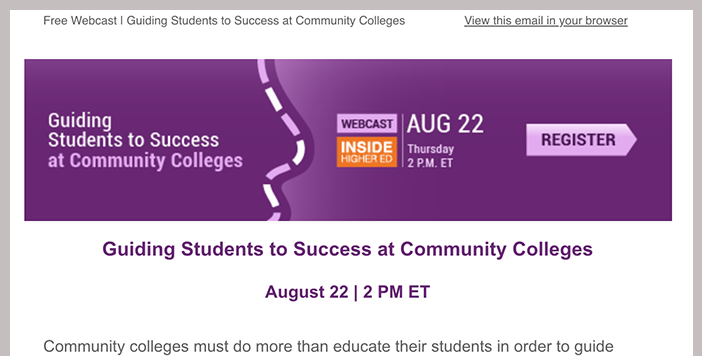 Free Webcast | Guiding Students to Success at Community Colleges
View this email in your browser
Guiding
Students to Success
at Community Colleges
WEBCAST
INSIDE
HIGHER ED
AUG 22
Thursday
2 P.M. ET
REGISTER
Guiding Students to Success at Community Colleges
August 22 | 2 PM ET
Community colleges must do more than educate their students in order to guide